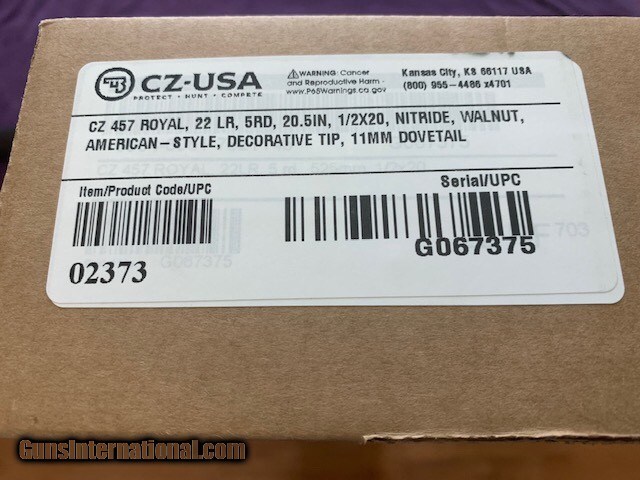 CZ-USA
PROTECT • HUNT • COMPETE
WARNING: Cancer
and Reproductive Harm -
www.P65Warnings.ca.gov
Kansas City, KS 66117 USA
(800) 955-4486 x4701
CZ 457 ROYAL, 22 LR, 5RD, 20.5IN, 1/2X20, NITRIDE, WALNUT,
AMERICAN-STYLE, DECORATIVE TIP, 11MM DOVETAIL
Item/Product Code/UPC
Serial/UPC
02373
G067375
G067375
703
GunsInternational.com